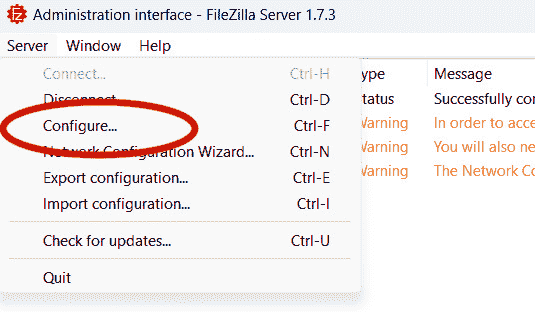 Administration interface - FileZilla Server 1.7.3
Server Window Help
Connect... Ctrl-H
Disconnect Ctrl-D
Configure... Ctrl-F
Network Configuration Wizard... Ctrl-N
Export configuration... Ctrl-E
Import configuration... Ctrl-I
Check for updates... Ctrl-U
Quit
ype Message
tatus Successfully con
Warning In order to acce
Warning You will also ne
Warning The Network Co